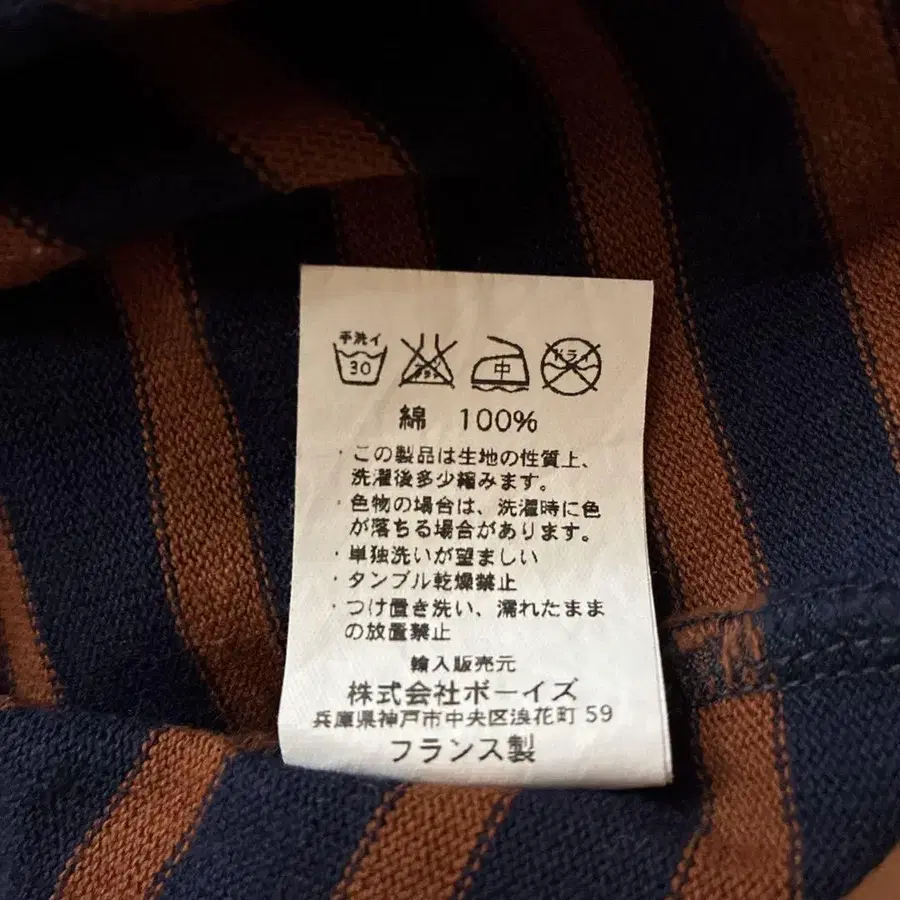 手洗イ
30 エンソサラシ 中 ドライ
綿 100%
・この製品は生地の性質上、
洗濯後多少縮みます。
・色物の場合は、洗濯時に色
が落ちる場合があります。
・単独洗いが望ましい
・タンブル乾燥禁止
・つけ置き洗い、濡れたまま
の放置禁止
輸入販売元
株式会社ボーイズ
兵庫県神戸市中央区浪花町 59
フランス製